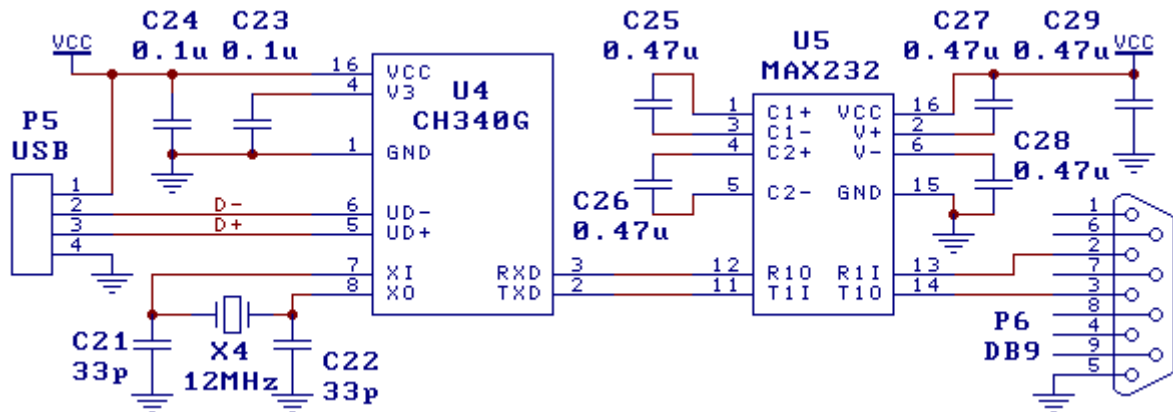 C24 C23
0.1u 0.1u
VCC
16 VCC
4 V3
U4
CH340G
1 GND
P5
USB
1
2
3
4
D-
D+
6 UD-
5 UD+
7 XI
8 XO
RXD 3
TXD 2
C21
33p
X4
12MHz
C22
33p
C25
0.47u
U5
MAX232
C27 C29
0.47u 0.47u
VCC
1 C1+
3 C1-
4 C2+
5 C2-
VCC 16
V+ 2
V- 6
GND 15
C26
0.47u
C28
0.47u
12 R1O
11 T1I
R1I 13
T1O 14
1
6
2
7
3
8
4
9
5
P6
DB9